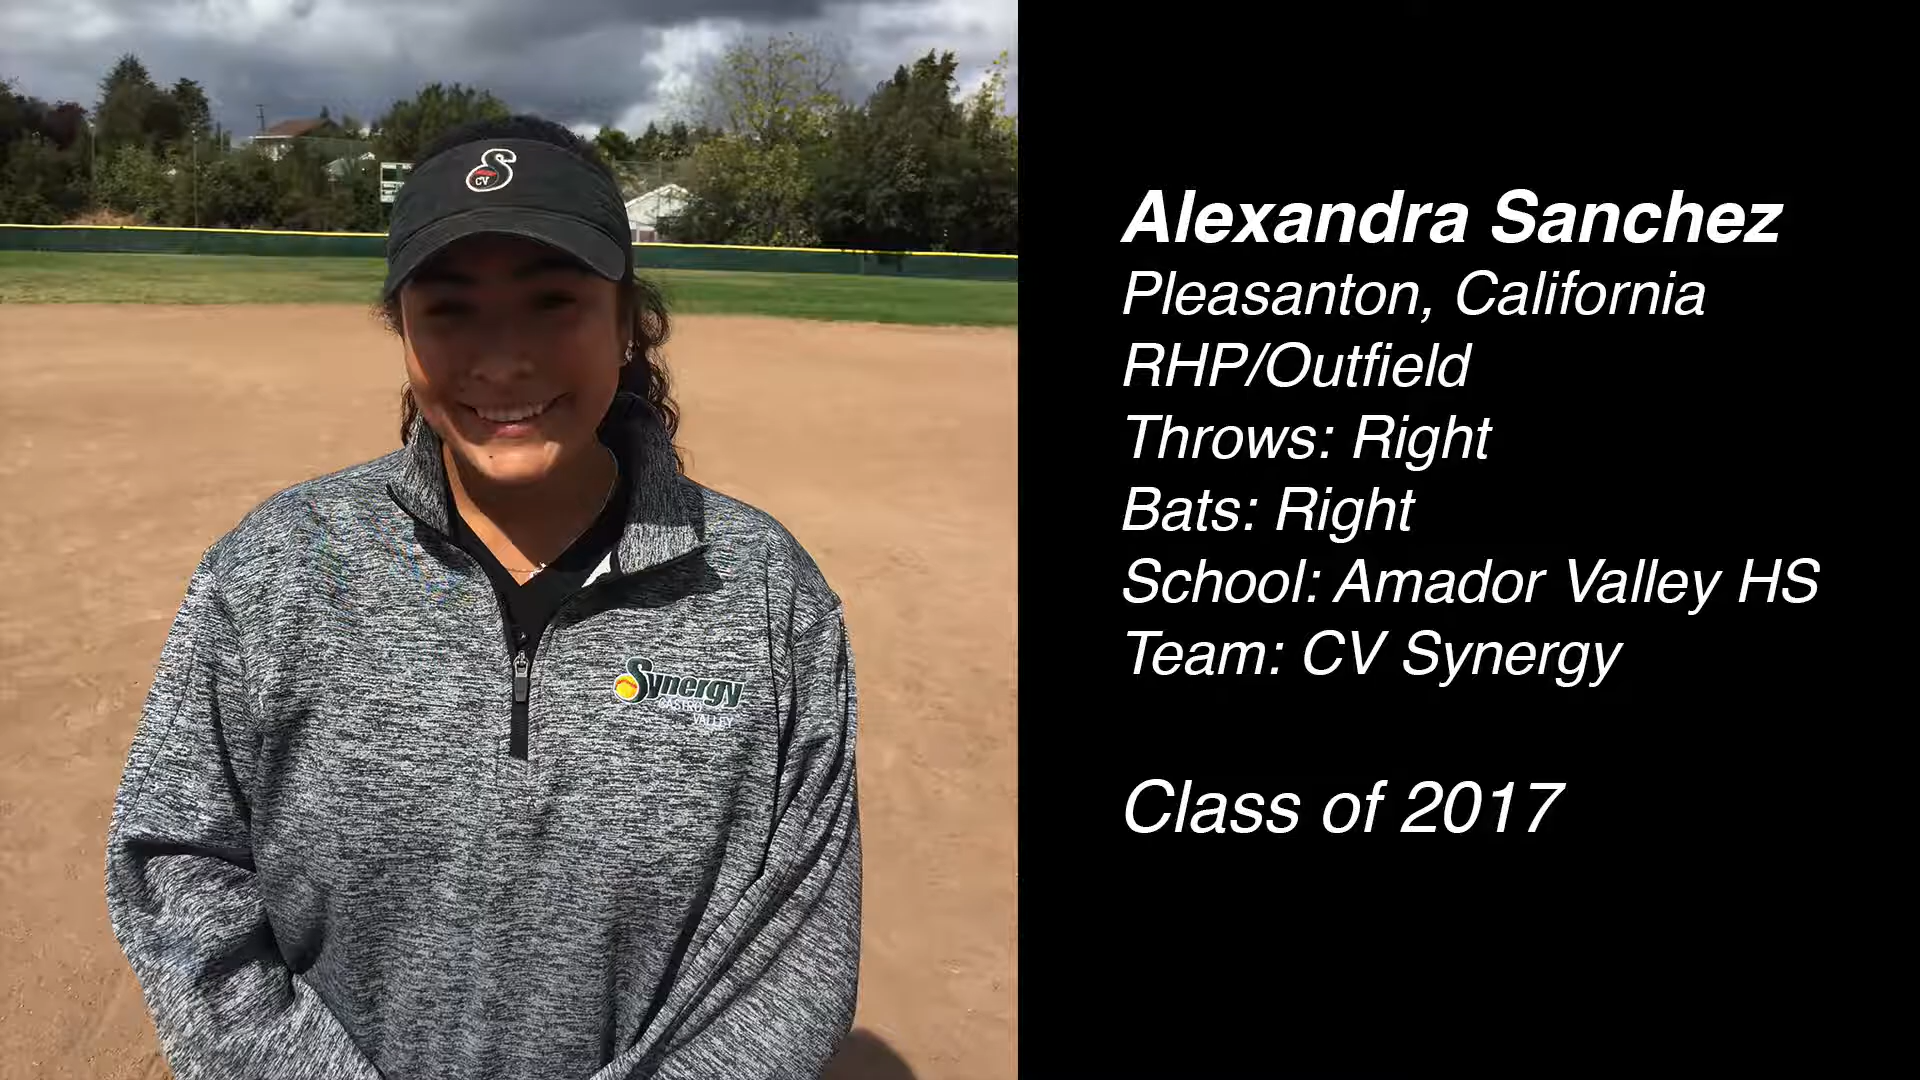 S
CV
Synergy
CASTRO
VALLEY
Alexandra Sanchez
Pleasanton, California
RHP/Outfield
Throws: Right
Bats: Right
School: Amador Valley HS
Team: CV Synergy
Class of 2017